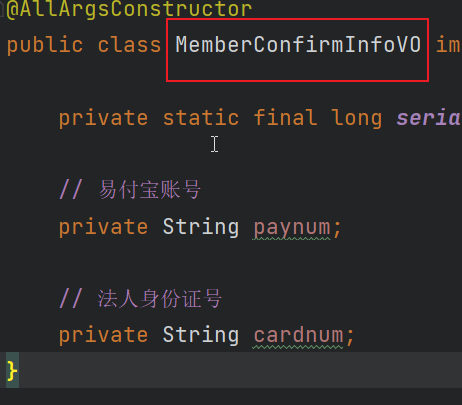 @AllArgsConstructor
public class MemberConfirmInfoVO im
private static final long seria
// 易付宝账号
private String paynum;
// 法人身份证号
private String cardnum;
}